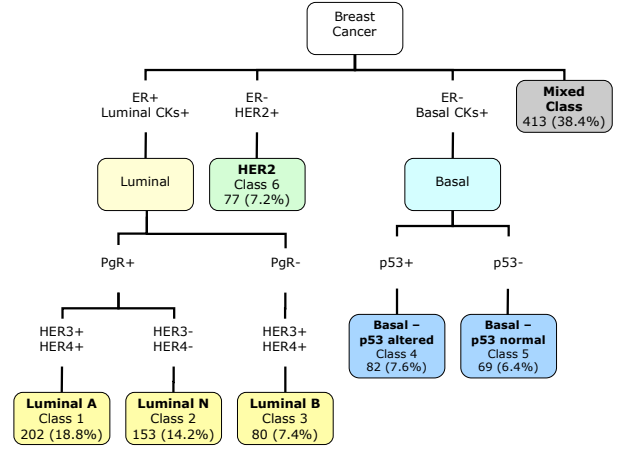 Breast
Cancer
ER+
Luminal CKs+
ER-
HER2+
ER-
Basal CKs+
Mixed
Class
413 (38.4%)
Luminal
HER2
Class 6
77 (7.2%)
Basal
PgR+
PgR-
p53+
p53-
HER3+
HER4+
HER3-
HER4-
HER3+
HER4+
Basal –
p53 altered
Class 4
82 (7.6%)
Basal –
p53 normal
Class 5
69 (6.4%)
Luminal A
Class 1
202 (18.8%)
Luminal N
Class 2
153 (14.2%)
Luminal B
Class 3
80 (7.4%)